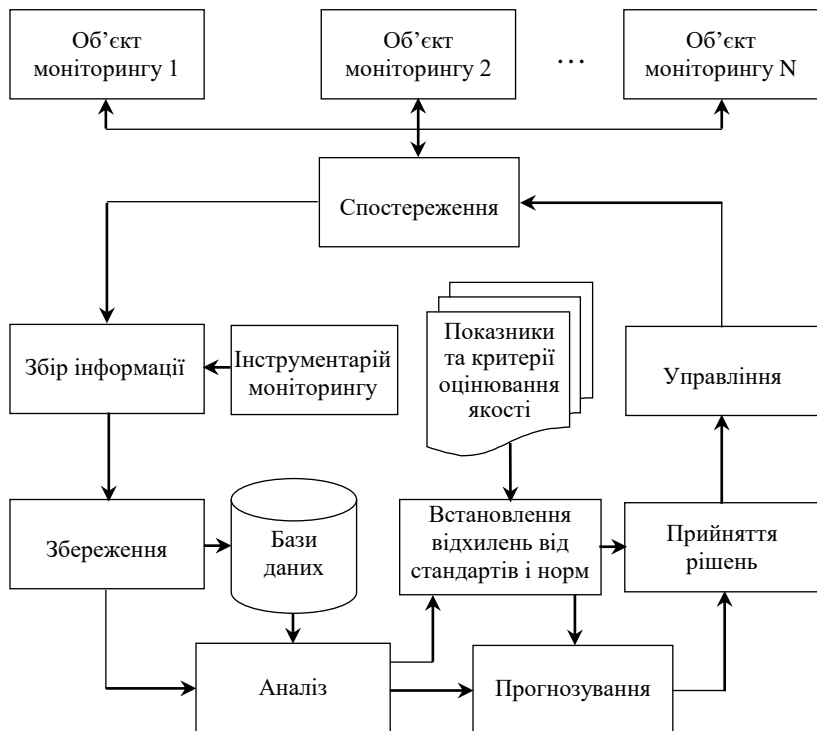 Об’єкт
моніторингу 1
Об’єкт
моніторингу 2
…
Об’єкт
моніторингу N
Спостереження
Збір інформації
Інструментарій
моніторингу
Показники
та критерії
оцінювання
якості
Управління
Збереження
Бази
даних
Встановлення
відхилень від
стандартів і норм
Прийняття
рішень
Аналіз
Прогнозування